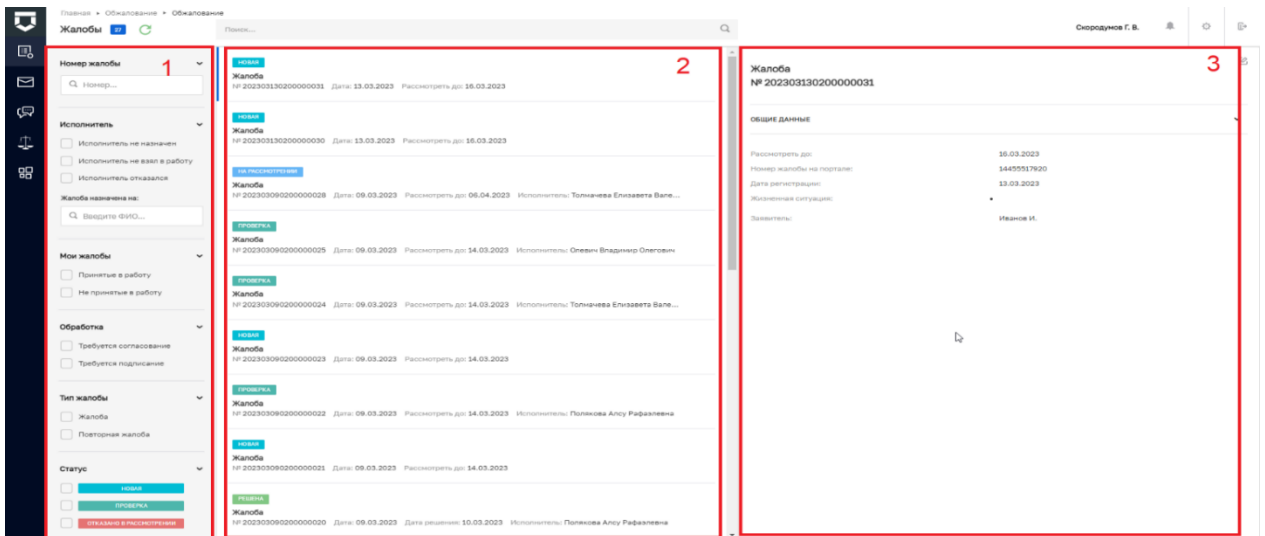 Главная • Обжалование • Обжалование
Жалобы 27
Поиск...
Скородумов Г. В.
1
Номер жалобы
Номер...
Исполнитель
Исполнитель не назначен
Исполнитель не взял в работу
Исполнитель отказался
Жалоба назначена на:
Введите ФИО...
Мои жалобы
Принятые в работу
Не принятые в работу
Обработка
Требуется согласование
Требуется подписание
Тип жалобы
Жалоба
Повторная жалоба
Статус
НОВАЯ
ПРОВЕРКА
ОТКАЗАНО В РАССМОТРЕНИИ
2
НОВАЯ
Жалоба
№ 202303130200000031 Дата: 13.03.2023 Рассмотреть до: 16.03.2023
НОВАЯ
Жалоба
№ 202303130200000030 Дата: 13.03.2023 Рассмотреть до: 16.03.2023
НА РАССМОТРЕНИИ
Жалоба
№ 202303090200000028 Дата: 09.03.2023 Рассмотреть до: 06.04.2023 Исполнитель: Толмачева Елизавета Вале...
ПРОВЕРКА
Жалоба
№ 202303090200000025 Дата: 09.03.2023 Рассмотреть до: 14.03.2023 Исполнитель: Олевич Владимир Олегович
ПРОВЕРКА
Жалоба
№ 202303090200000024 Дата: 09.03.2023 Рассмотреть до: 14.03.2023 Исполнитель: Толмачева Елизавета Вале...
НОВАЯ
Жалоба
№ 202303090200000023 Дата: 09.03.2023 Рассмотреть до: 14.03.2023
ПРОВЕРКА
Жалоба
№ 202303090200000022 Дата: 09.03.2023 Рассмотреть до: 14.03.2023 Исполнитель: Полякова Алсу Рафаэлевна
НОВАЯ
Жалоба
№ 202303090200000021 Дата: 09.03.2023 Рассмотреть до: 14.03.2023
РЕШЕНА
Жалоба
№ 202303090200000020 Дата: 09.03.2023 Дата решения: 10.03.2023 Исполнитель: Полякова Алсу Рафаэлевна
3
Жалоба
№ 202303130200000031
ОБЩИЕ ДАННЫЕ
Рассмотреть до: 16.03.2023
Номер жалобы на портале: 14455517820
Дата регистрации: 13.03.2023
Жизненная ситуация: •
Заявитель: Иванов И.